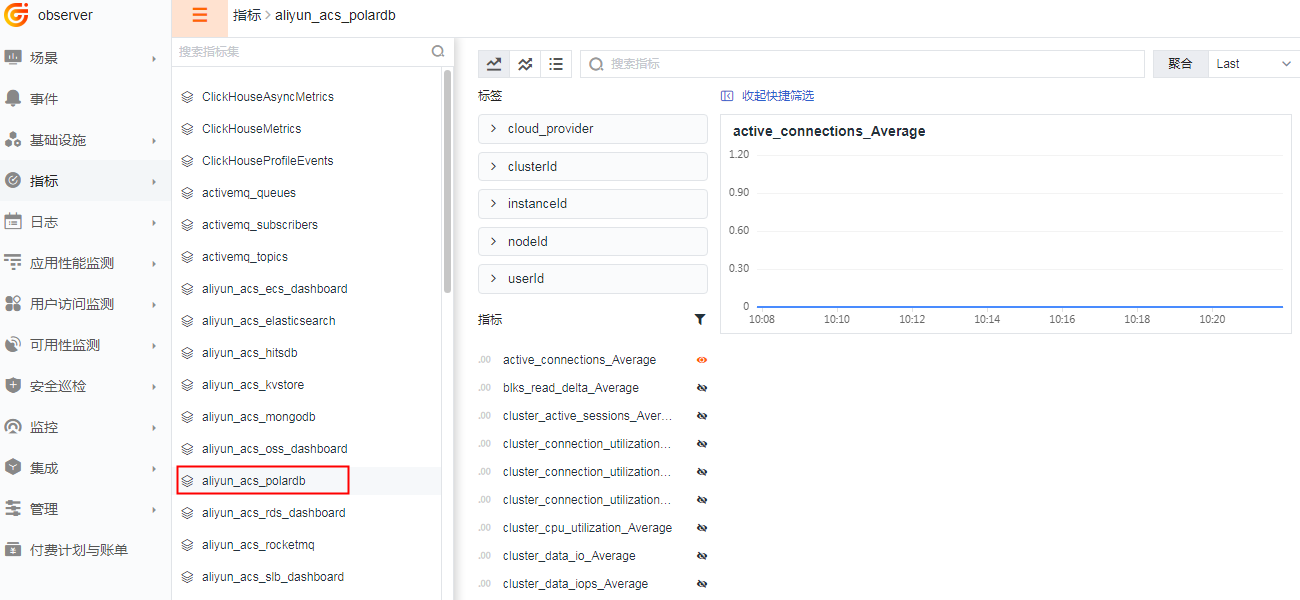 observer
场景
事件
基础设施
指标
日志
应用性能监测
用户访问监测
可用性监测
安全巡检
监控
集成
管理
付费计划与账单
指标 > aliyun_acs_polardb
搜索指标集
ClickHouseAsyncMetrics
ClickHouseMetrics
ClickHouseProfileEvents
activemq_queues
activemq_subscribers
activemq_topics
aliyun_acs_ecs_dashboard
aliyun_acs_elasticsearch
aliyun_acs_hitsdb
aliyun_acs_kvstore
aliyun_acs_mongodb
aliyun_acs_oss_dashboard
aliyun_acs_polardb
aliyun_acs_rds_dashboard
aliyun_acs_rocketmq
aliyun_acs_slb_dashboard
搜索指标
聚合 Last
标签
cloud_provider
clusterId
instanceId
nodeId
userId
指标
.00 active_connections_Average
.00 blks_read_delta_Average
.00 cluster_active_sessions_Aver...
.00 cluster_connection_utilization...
.00 cluster_connection_utilization...
.00 cluster_connection_utilization...
.00 cluster_cpu_utilization_Average
.00 cluster_data_io_Average
.00 cluster_data_iops_Average
收起快捷筛选
active_connections_Average
1.20
0.90
0.60
0.30
0
10:08 10:10 10:12 10:14 10:16 10:18 10:20